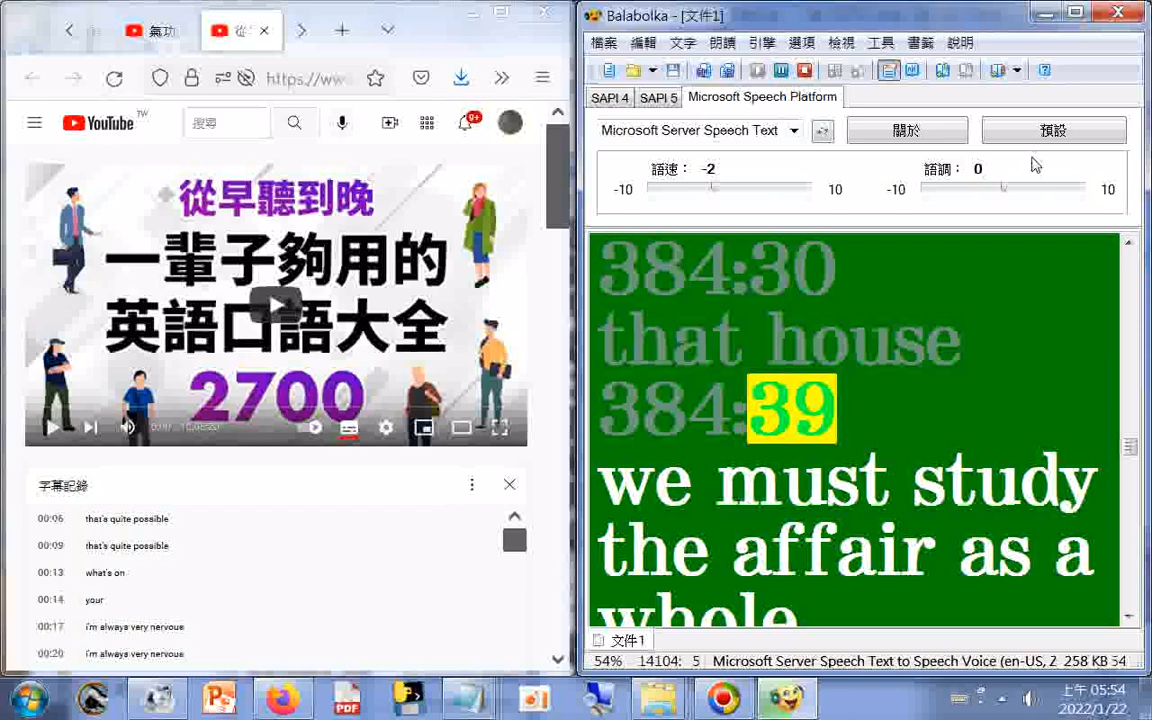 氣功
從
https://ww
YouTube TW
搜尋
9+
從早聽到晚
一輩子夠用的
英語口語大全
2700
字幕記錄
00:06 that's quite possible
00:09 that's quite possible
00:13 what's on
00:14 your
00:17 i'm always very nervous
00:20 i'm always very nervous
Balabolka - [文件1]
檔案 編輯 文字 朗讀 引擎 選項 檢視 工具 書籤 說明
SAPI 4 SAPI 5 Microsoft Speech Platform
Microsoft Server Speech Text 關於 預設
語速： -2 語調： 0
-10 10 -10 10
384:30
that house
384:39
we must study
the affair as a
whole
文件1
54% 14104: 5 Microsoft Server Speech Text to Speech Voice (en-US, Z 258 KB 54
PDF
上午 05:54
2022/1/22